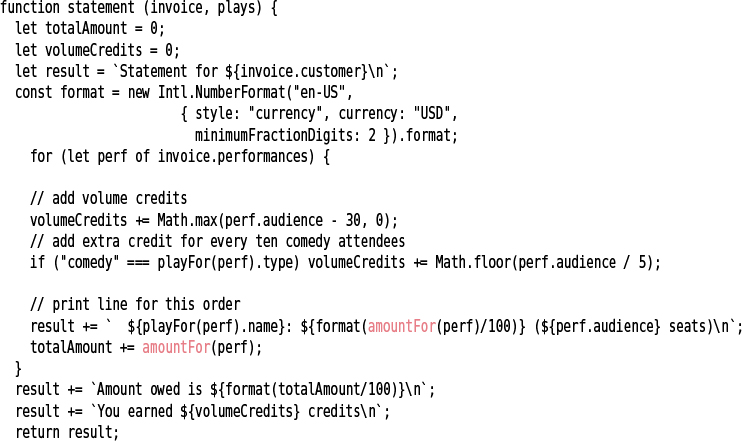 function statement (invoice, plays) {
  let totalAmount = 0;
  let volumeCredits = 0;
  let result = `Statement for ${invoice.customer}\n`;
  const format = new Intl.NumberFormat("en-US",
                        { style: "currency", currency: "USD",
                          minimumFractionDigits: 2 }).format;
    for (let perf of invoice.performances) {

    // add volume credits
    volumeCredits += Math.max(perf.audience - 30, 0);
    // add extra credit for every ten comedy attendees
    if ("comedy" === playFor(perf).type) volumeCredits += Math.floor(perf.audience / 5);

    // print line for this order
    result += `  ${playFor(perf).name}: ${format(amountFor(perf)/100)} (${perf.audience} seats)\n`;
    totalAmount += amountFor(perf);
  }
  result += `Amount owed is ${format(totalAmount/100)}\n`;
  result += `You earned ${volumeCredits} credits\n`;
  return result;